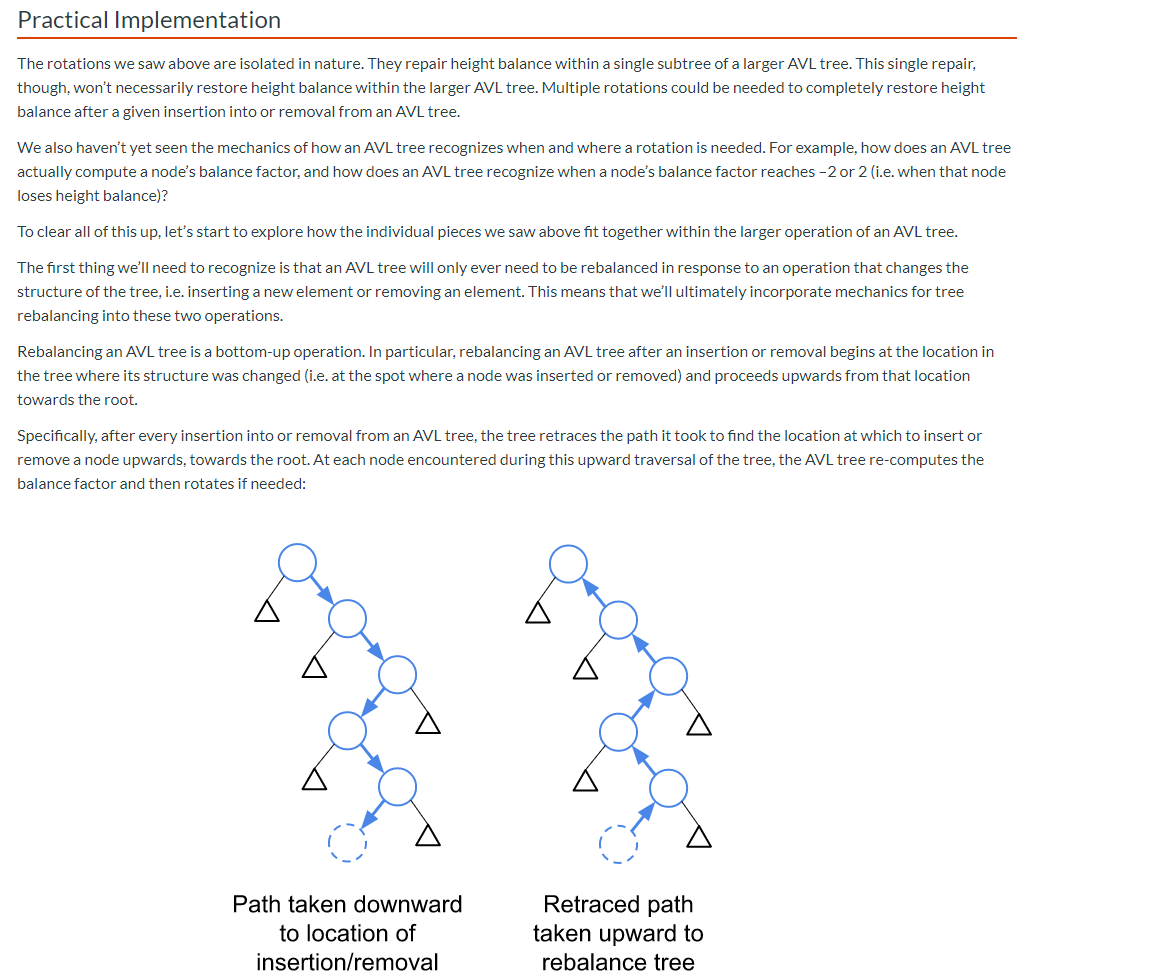 Practical Implementation
The rotations we saw above are isolated in nature. They repair height balance within a single subtree of a larger AVL tree. This single repair,
though, won't necessarily restore height balance within the larger AVL tree. Multiple rotations could be needed to completely restore height
balance after a given insertion into or removal from an AVL tree.
We also haven't yet seen the mechanics of how an AVL tree recognizes when and where a rotation is needed. For example, how does an AVL tree
actually compute a node's balance factor, and how does an AVL tree recognize when a node's balance factor reaches −2 or 2 (i.e. when that node
loses height balance)?
To clear all of this up, let's start to explore how the individual pieces we saw above fit together within the larger operation of an AVL tree.
The first thing we'll need to recognize is that an AVL tree will only ever need to be rebalanced in response to an operation that changes the
structure of the tree, i.e. inserting a new element or removing an element. This means that we'll ultimately incorporate mechanics for tree
rebalancing into these two operations.
Rebalancing an AVL tree is a bottom-up operation. In particular, rebalancing an AVL tree after an insertion or removal begins at the location in
the tree where its structure was changed (i.e. at the spot where a node was inserted or removed) and proceeds upwards from that location
towards the root.
Specifically, after every insertion into or removal from an AVL tree, the tree retraces the path it took to find the location at which to insert or
remove a node upwards, towards the root. At each node encountered during this upward traversal of the tree, the AVL tree re-computes the
balance factor and then rotates if needed:
Path taken downward
to location of
insertion/removal
Retraced path
taken upward to
rebalance tree